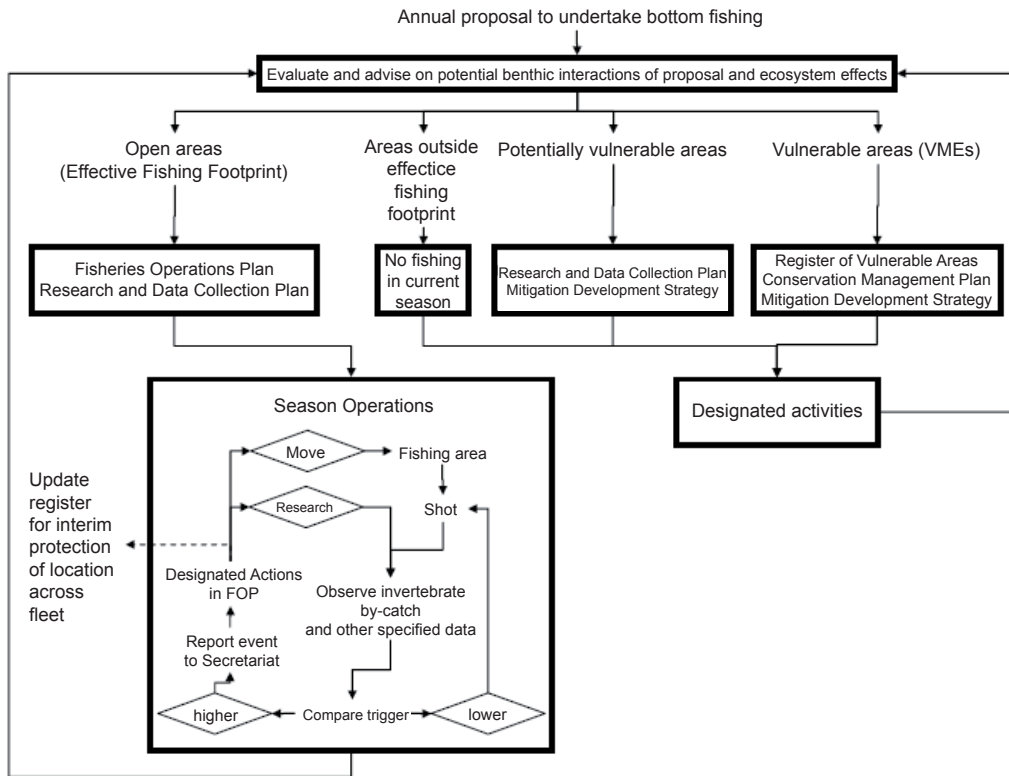 Annual proposal to undertake bottom fishing
Evaluate and advise on potential benthic interactions of proposal and ecosystem effects
Open areas
(Effective Fishing Footprint)
Areas outside
effectice
fishing
footprint
Potentially vulnerable areas
Vulnerable areas (VMEs)
Fisheries Operations Plan
Research and Data Collection Plan
No fishing
in current
season
Research and Data Collection Plan
Mitigation Development Strategy
Register of Vulnerable Areas
Conservation Management Plan
Mitigation Development Strategy
Season Operations
Designated activities
Move
Fishing area
Research
Shot
Update
register
for interim
protection
of location
across
fleet
Designated Actions
in FOP
Observe invertebrate
by-catch
and other specified data
Report event
to Secretariat
higher
Compare trigger
lower